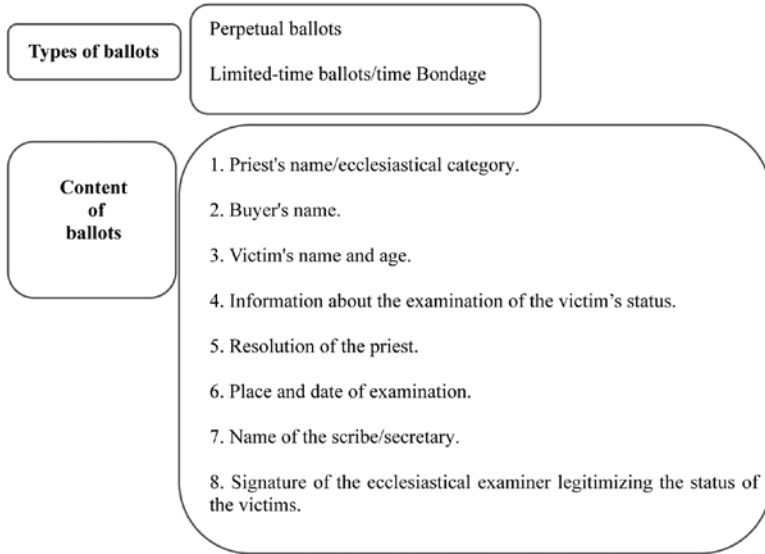 Types of ballots
Perpetual ballots
Limited-time ballots/time Bondage
Content
of
ballots
1. Priest's name/ecclesiastical category.
2. Buyer's name.
3. Victim's name and age.
4. Information about the examination of the victim’s status.
5. Resolution of the priest.
6. Place and date of examination.
7. Name of the scribe/secretary.
8. Signature of the ecclesiastical examiner legitimizing the status of
the victims.